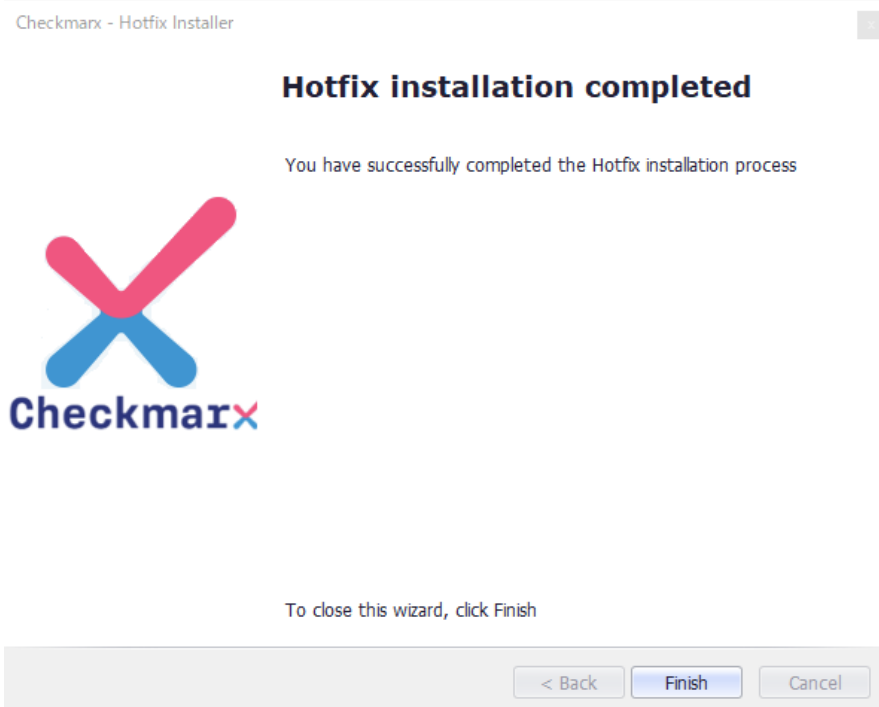 Checkmarx - Hotfix Installer
x
Hotfix installation completed
You have successfully completed the Hotfix installation process
Checkmarx
To close this wizard, click Finish
< Back
Finish
Cancel